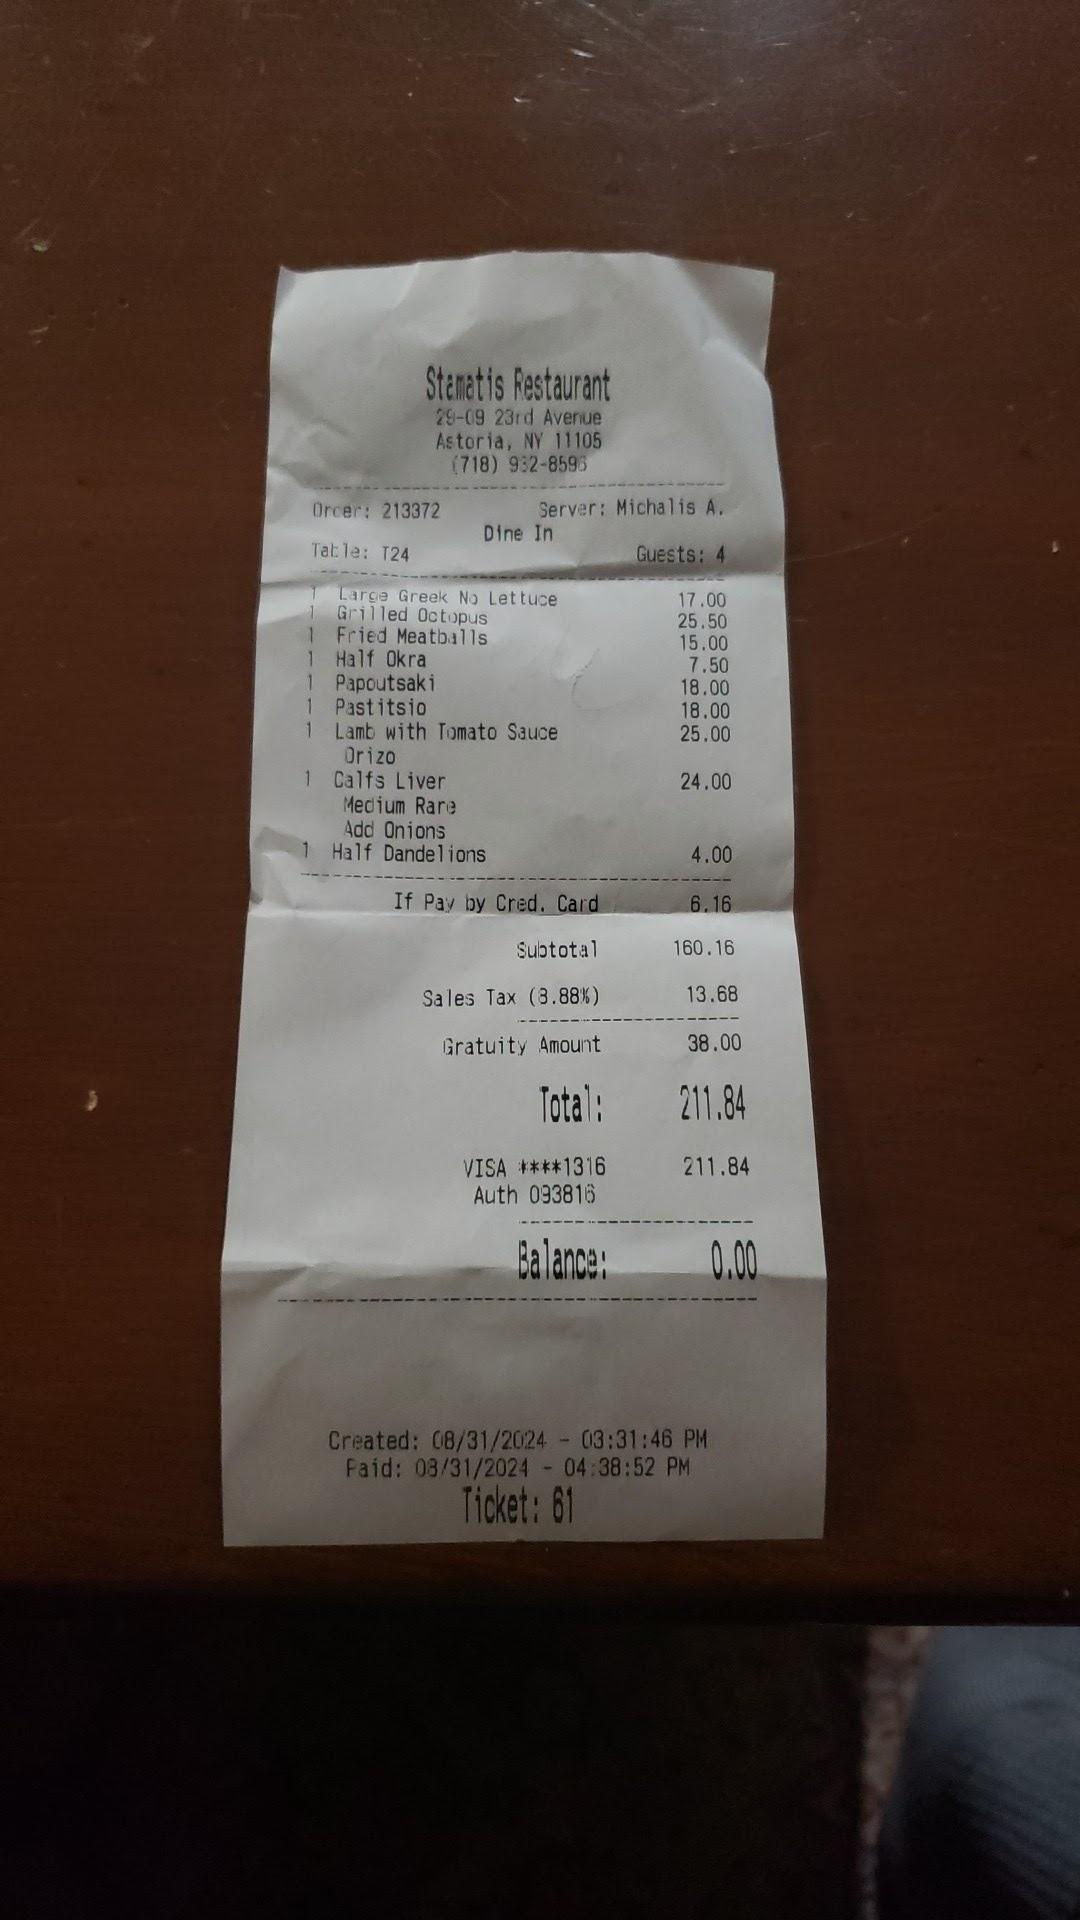 Stamatis Restaurant
29-09 23rd Avenue
Astoria, NY 11105
(718) 932-8596
Order: 213372 Server: Michalis A.
Dine In
Table: T24 Guests: 4
1 Large Greek No Lettuce 17.00
1 Grilled Octopus 25.50
1 Fried Meatballs 15.00
1 Half Okra 7.50
1 Papoutsaki 18.00
1 Pastitsio 18.00
1 Lamb with Tomato Sauce 25.00
Orizo
1 Calfs Liver 24.00
Medium Rare
Add Onions
1 Half Dandelions 4.00
If Pay by Cred. Card 6.16
Subtotal 160.16
Sales Tax (8.88%) 13.68
Gratuity Amount 38.00
Total: 211.84
VISA ****1316 211.84
Auth 093816
Balance: 0.00
Created: 08/31/2024 - 03:31:46 PM
Paid: 08/31/2024 - 04:38:52 PM
Ticket: 61